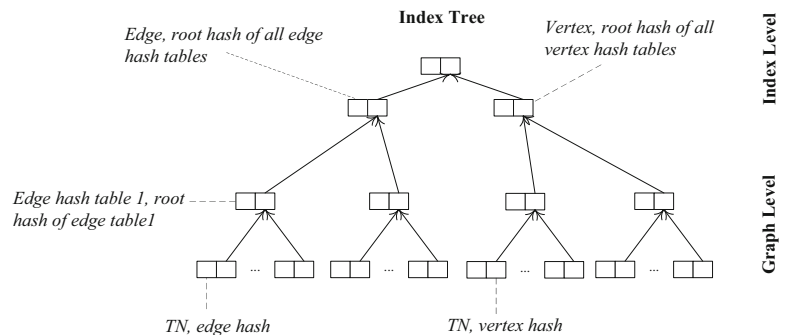 Index Tree
Edge, root hash of all edge
hash tables
Vertex, root hash of all
vertex hash tables
Index Level
Edge hash table 1, root
hash of edge table1
Graph Level
...
...
...
...
TN, edge hash
TN, vertex hash